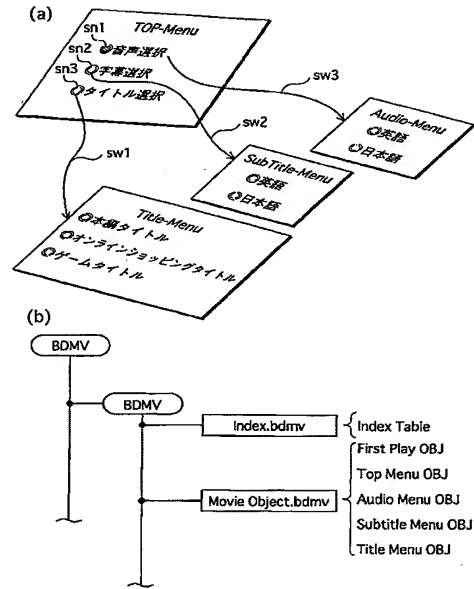 (a)
TOP-Menu
sn1
音声選択
sn2
字幕選択
sn3
タイトル選択
sw3
sw2
sw1
Audio-Menu
英語
日本語
SubTitle-Menu
英語
日本語
Title-Menu
本編タイトル
オンラインショッピングタイトル
ゲームタイトル
(b)
BDMV
BDMV
Index.bdmv
Index Table
First Play OBJ
Top Menu OBJ
Movie Object.bdmv
Audio Menu OBJ
Subtitle Menu OBJ
Title Menu OBJ